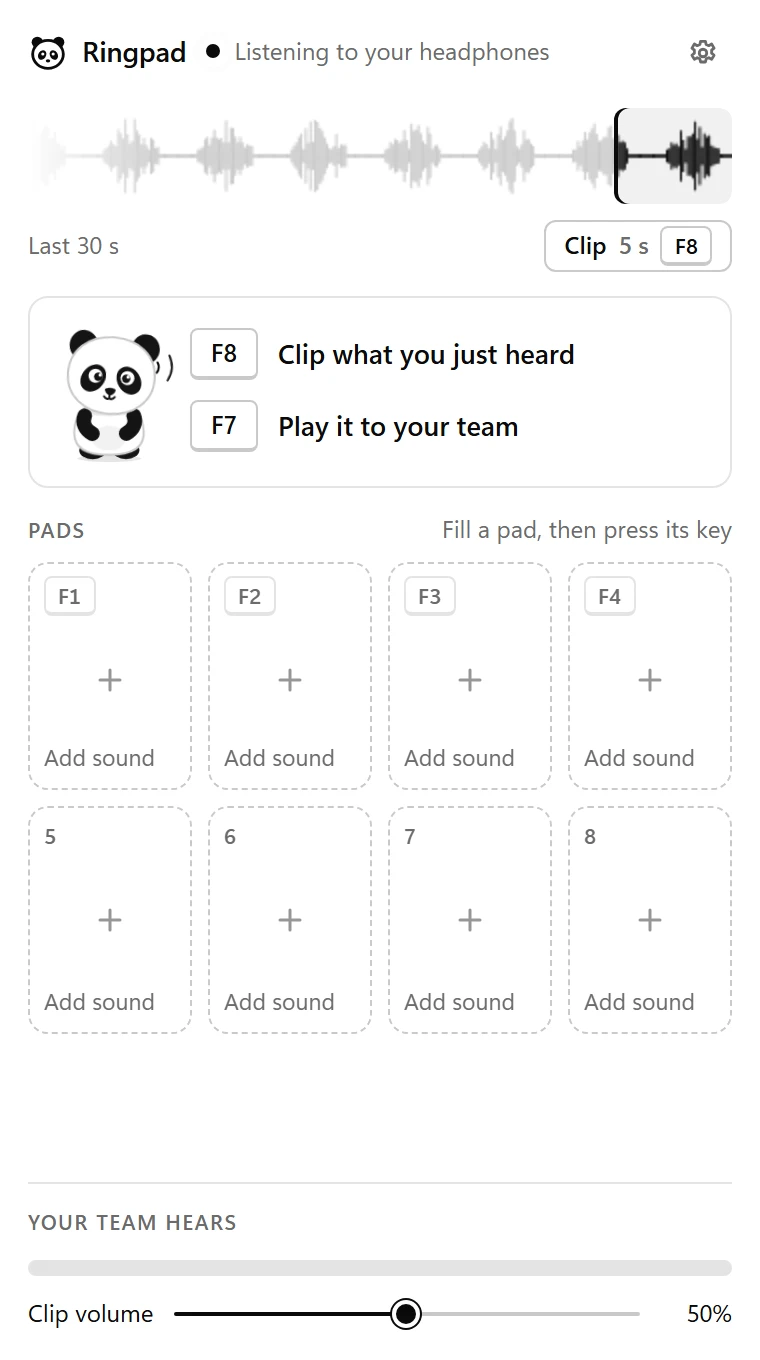 Ringpad Listening to your headphones
Last 30 s
Clip 5 s F8
F8 Clip what you just heard
F7 Play it to your team
PADS Fill a pad, then press its key
F1 F2 F3 F4
Add sound Add sound Add sound Add sound
5 6 7 8
Add sound Add sound Add sound Add sound
YOUR TEAM HEARS
Clip volume 50%